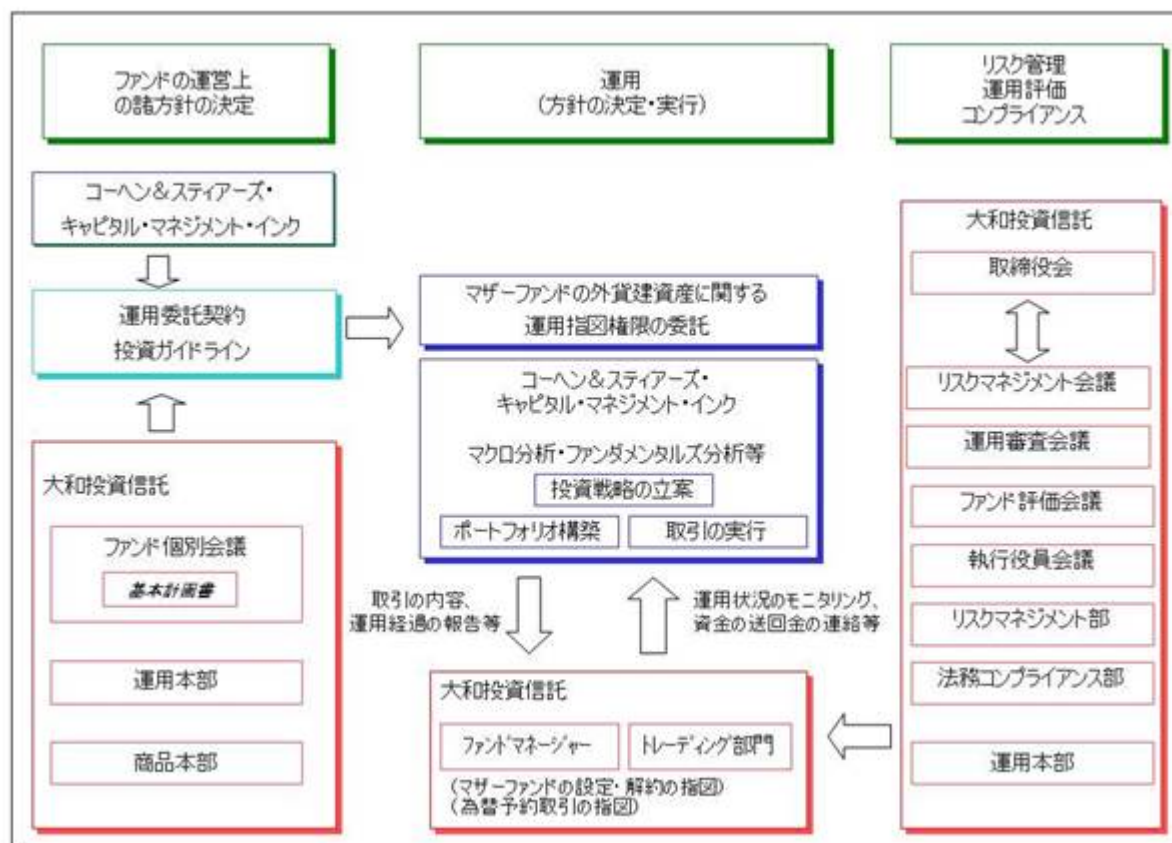 ファンドの運営上
の諸方針の決定
運用
(方針の決定・実行)
リスク管理
運用評価
コンプライアンス
コーヘン&スティアーズ・
キャピタル・マネジメント・インク
運用委託契約
投資ガイドライン
大和投資信託
ファンド個別会議
基本計画書
運用本部
商品本部
マザーファンドの外貨建資産に関する
運用指図権限の委託
コーヘン&スティアーズ・
キャピタル・マネジメント・インク
マクロ分析・ファンダメンタルズ分析等
投資戦略の立案
ポートフォリオ構築
取引の実行
取引の内容、
運用経過の報告等
運用状況のモニタリング、
資金の送回金の連絡等
大和投資信託
ファンドマネージャー
トレーディング部門
(マザーファンドの設定・解約の指図)
(為替予約取引の指図)
大和投資信託
取締役会
リスクマネジメント会議
運用審査会議
ファンド評価会議
執行役員会議
リスクマネジメント部
法務コンプライアンス部
運用本部